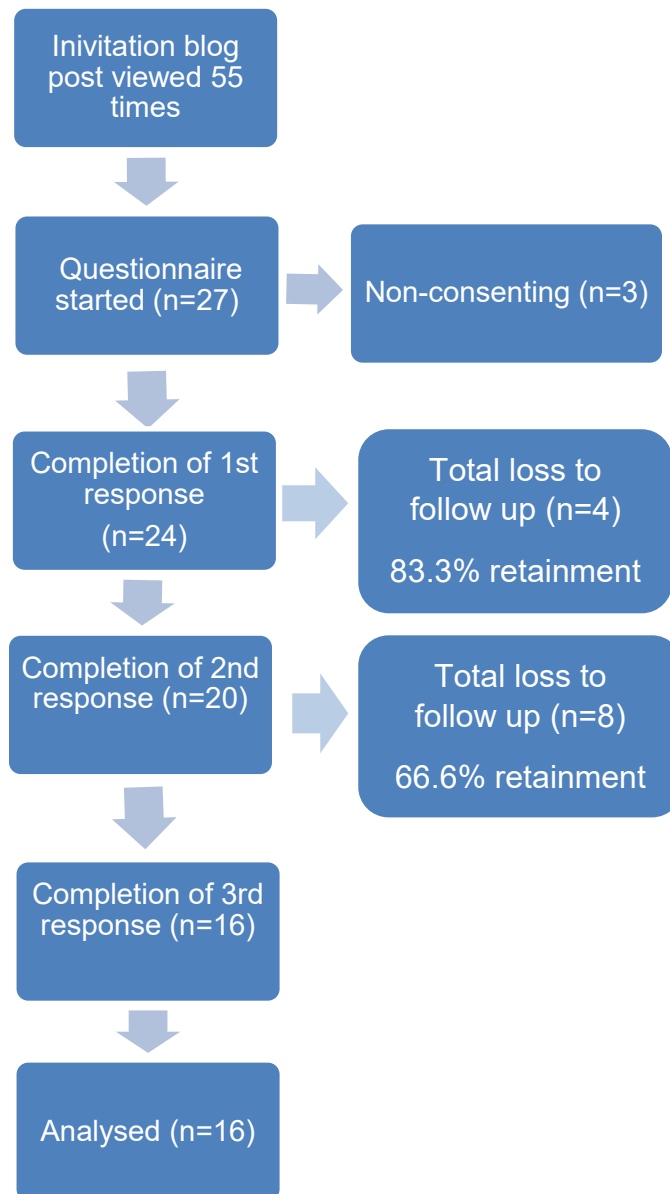 Inivitation blog
post viewed 55
times
Questionnaire
started (n=27)
Non-consenting (n=3)
Completion of 1st
response
(n=24)
Total loss to
follow up (n=4)
83.3% retainment
Completion of 2nd
response (n=20)
Total loss to
follow up (n=8)
66.6% retainment
Completion of 3rd
response (n=16)
Analysed (n=16)